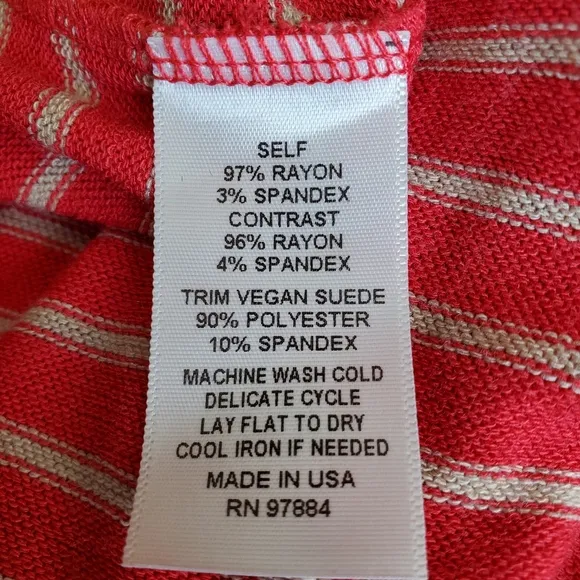 SELF
97% RAYON
3% SPANDEX
CONTRAST
96% RAYON
4% SPANDEX
TRIM VEGAN SUEDE
90% POLYESTER
10% SPANDEX
MACHINE WASH COLD
DELICATE CYCLE
LAY FLAT TO DRY
COOL IRON IF NEEDED
MADE IN USA
RN 97884